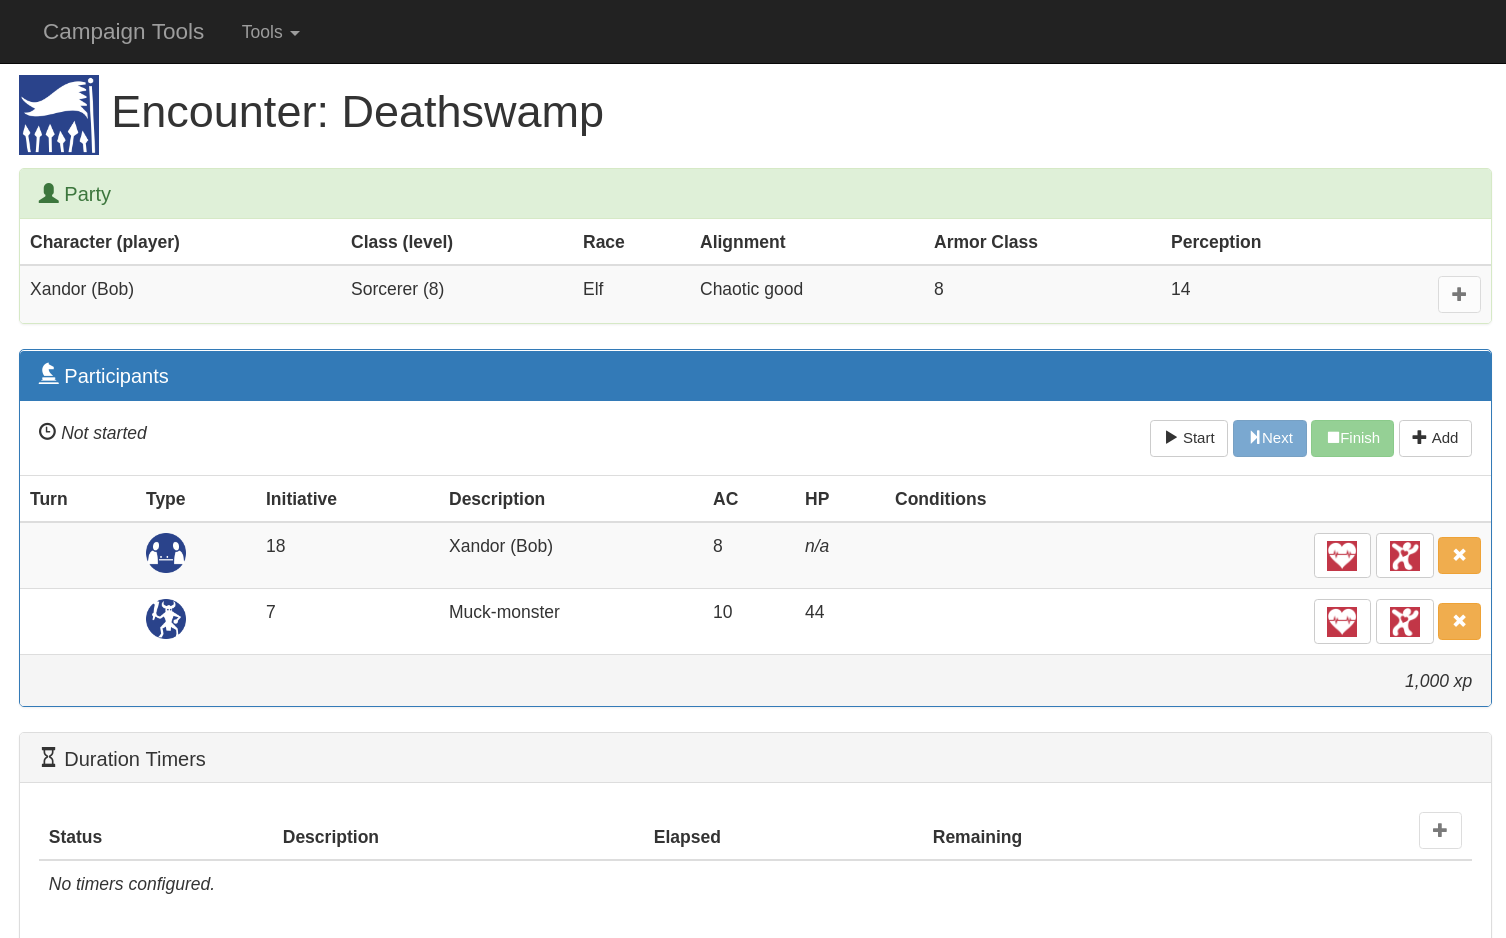 Campaign Tools Tools
Encounter: Deathswamp
Party
Character (player) Class (level) Race Alignment Armor Class Perception
Xandor (Bob) Sorcerer (8) Elf Chaotic good 8 14
Participants
Not started Start Next Finish Add
Turn Type Initiative Description AC HP Conditions
18 Xandor (Bob) 8 n/a
7 Muck-monster 10 44
1,000 xp
Duration Timers
Status Description Elapsed Remaining
No timers configured.